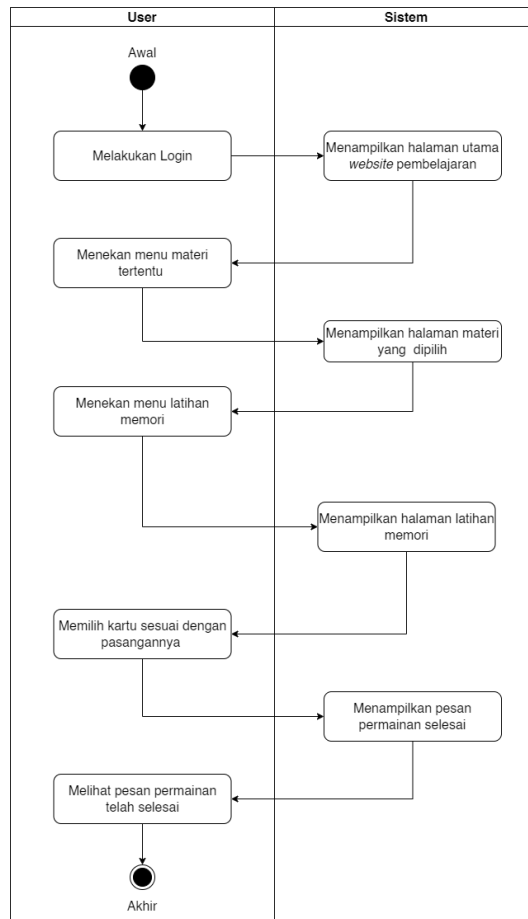 User
Sistem
Awal
Melakukan Login
Menampilkan halaman utama
website pembelajaran
Menekan menu materi
tertentu
Menampilkan halaman materi
yang dipilih
Menekan menu latihan
memori
Menampilkan halaman latihan
memori
Memilih kartu sesuai dengan
pasangannya
Menampilkan pesan
permainan selesai
Melihat pesan permainan
telah selesai
Akhir